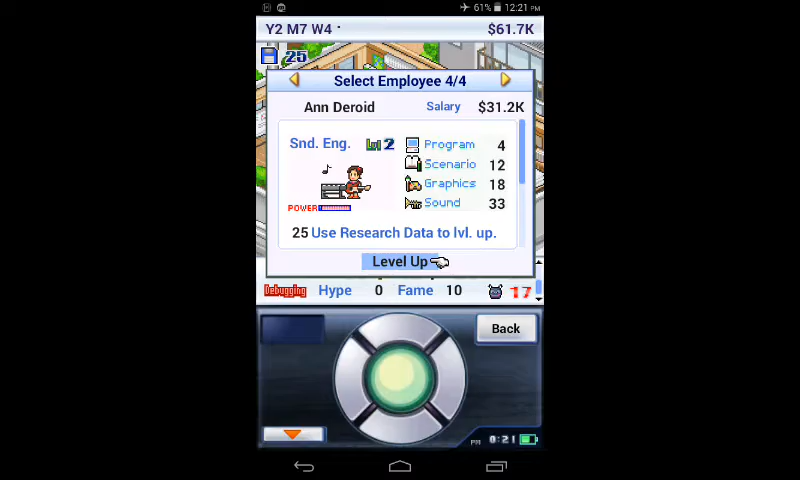 61% 12:21 PM
Y2 M7 W4 $61.7K
25
Select Employee 4/4
Ann Deroid Salary $31.2K
Snd. Eng. Lvl 2
Program 4
Scenario 12
Graphics 18
Sound 33
POWER
25 Use Research Data to lvl. up.
Level Up
Debugging Hype 0 Fame 10 17
Back
PM 0:21